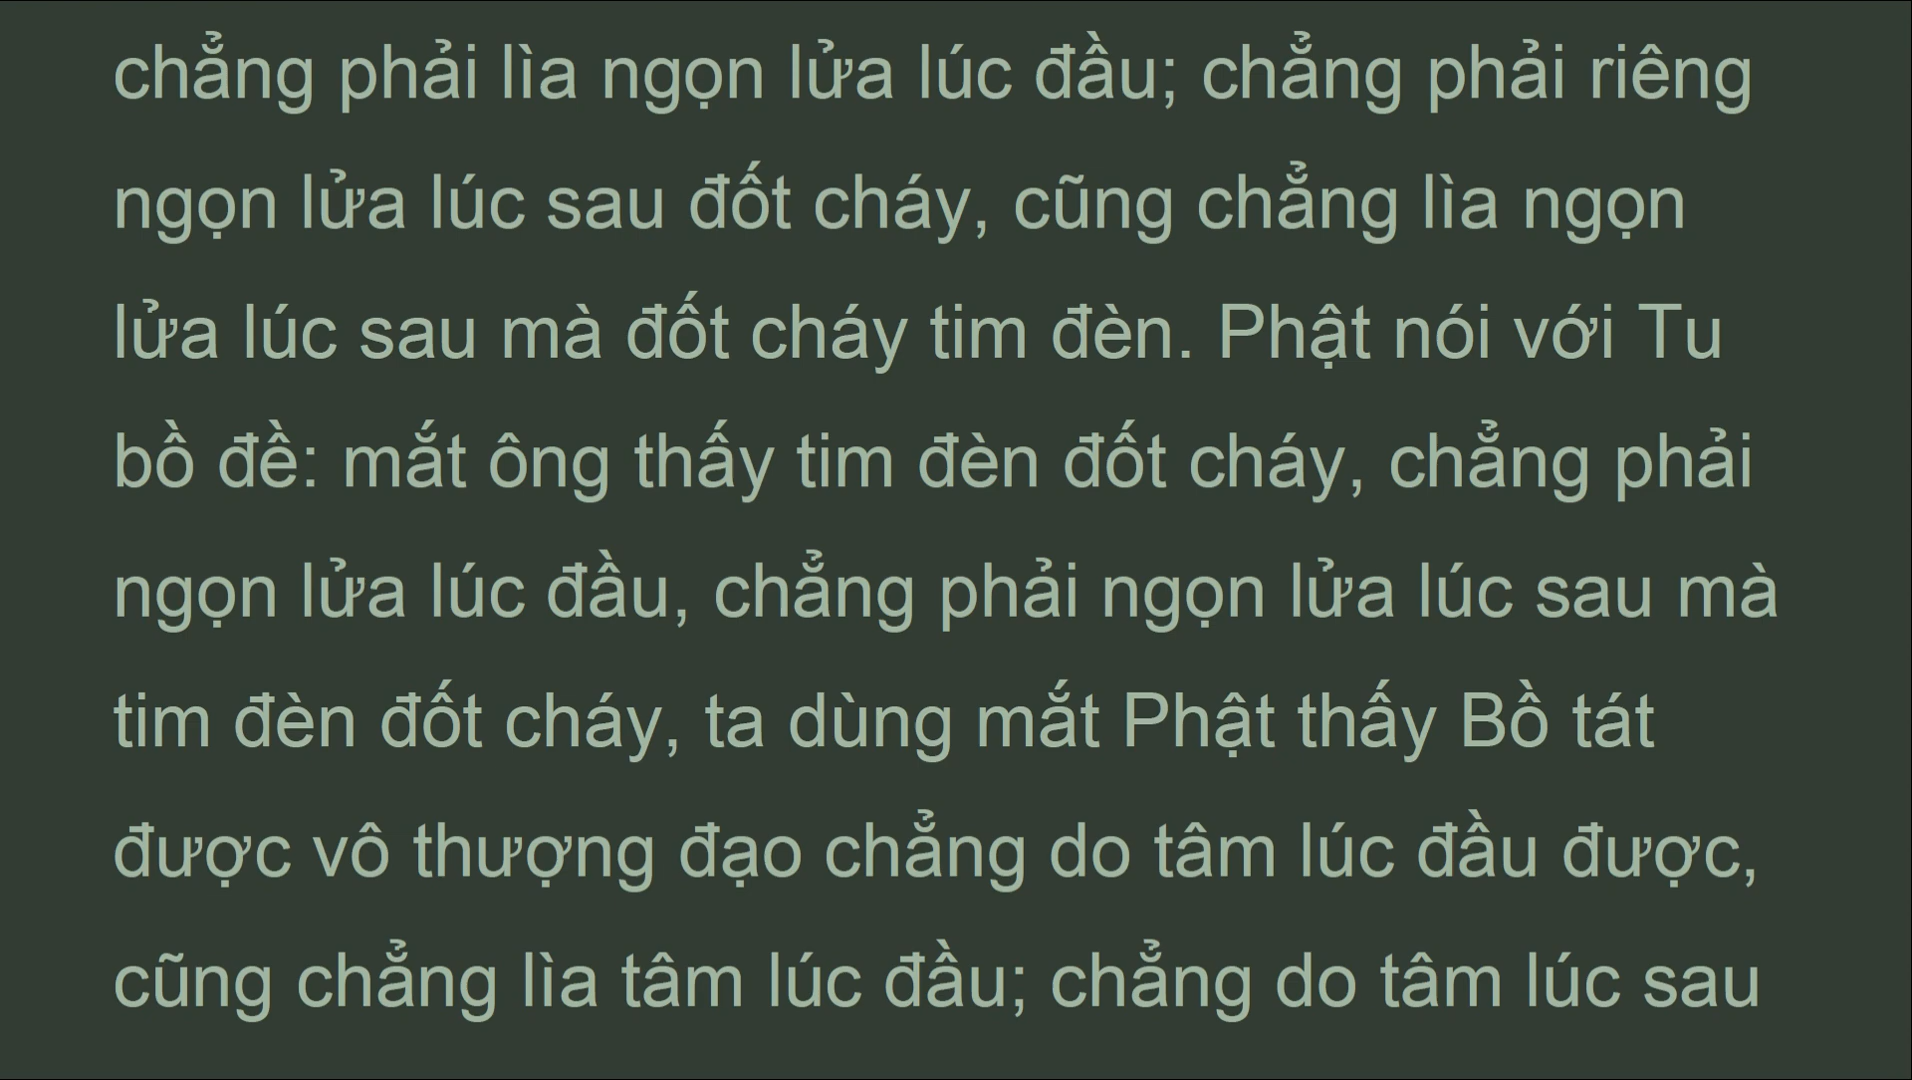 chẳng phải lìa ngọn lửa lúc đầu; chẳng phải riêng
ngọn lửa lúc sau đốt cháy, cũng chẳng lìa ngọn
lửa lúc sau mà đốt cháy tim đèn. Phật nói với Tu
bồ đề: mắt ông thấy tim đèn đốt cháy, chẳng phải
ngọn lửa lúc đầu, chẳng phải ngọn lửa lúc sau mà
tim đèn đốt cháy, ta dùng mắt Phật thấy Bồ tát
được vô thượng đạo chẳng do tâm lúc đầu được,
cũng chẳng lìa tâm lúc đầu; chẳng do tâm lúc sau